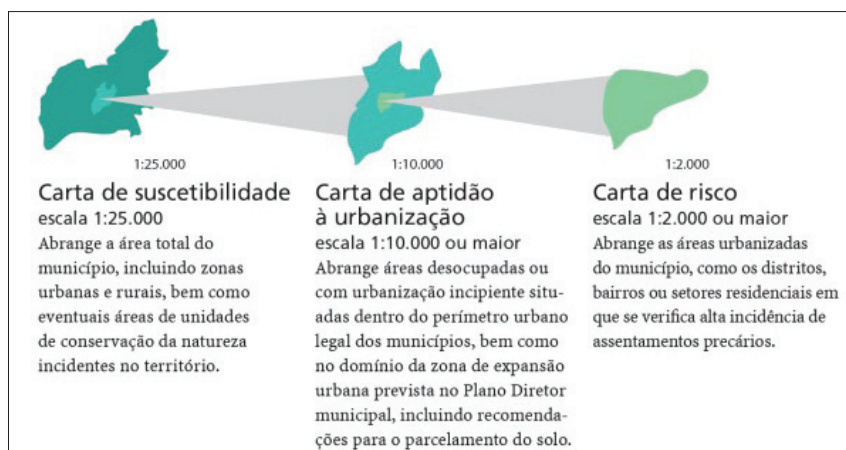 1:25.000
Carta de suscetibilidade
escala 1:25.000
Abrange a área total do
município, incluindo zonas
urbanas e rurais, bem como
eventuais áreas de unidades
de conservação da natureza
incidentes no território.
1:10.000
Carta de aptidão
à urbanização
escala 1:10.000 ou maior
Abrange áreas desocupadas ou
com urbanização incipiente situ-
adas dentro do perímetro urbano
legal dos municípios, bem como
no domínio da zona de expansão
urbana prevista no Plano Diretor
municipal, incluindo recomenda-
ções para o parcelamento do solo.
1:2.000
Carta de risco
escala 1:2.000 ou maior
Abrange as áreas urbanizadas
do município, como os distritos,
bairros ou setores residenciais em
que se verifica alta incidência de
assentamentos precários.